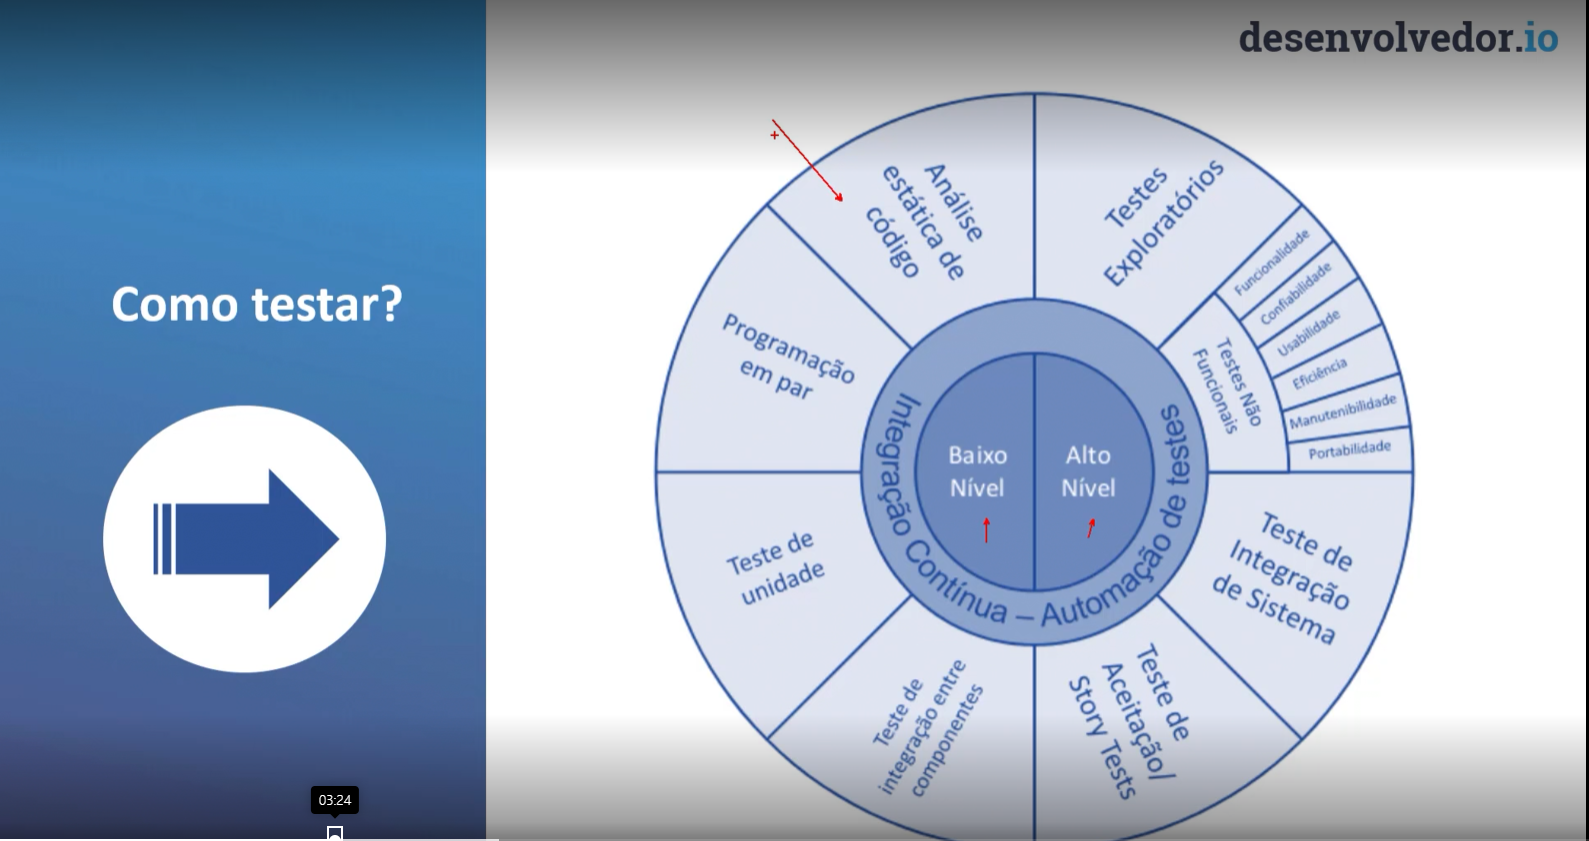 desenvolvedor.io
Como testar?
Análise
estática de
código
Testes
Exploratórios
Funcionalidade
Confiabilidade
Usabilidade
Eficiência
Manutenibilidade
Portabilidade
Testes Não
Funcionais
Programação
em par
Integração Contínua – Automação de testes
Baixo
Nível
Alto
Nível
Teste de
unidade
Teste de
Integração
de Sistema
Teste de
integração entre
componentes
Teste de
Aceitação/
Story Tests
03:24